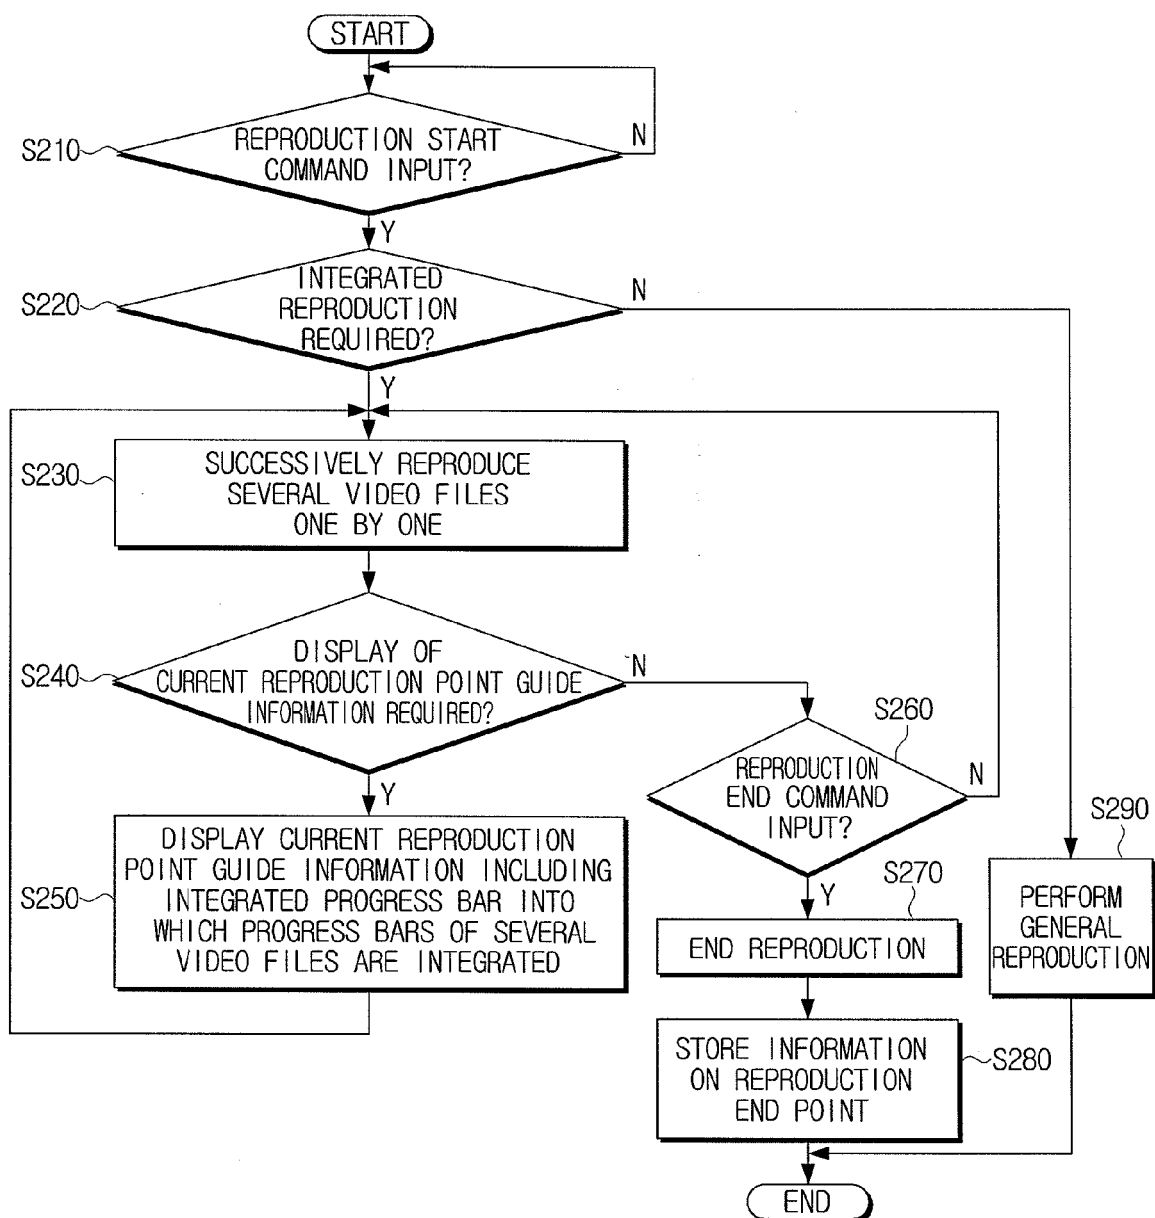 START
S210
REPRODUCTION START
COMMAND INPUT?
N
Y
S220
INTEGRATED
REPRODUCTION
REQUIRED?
N
Y
S230
SUCCESSIVELY REPRODUCE
SEVERAL VIDEO FILES
ONE BY ONE
S240
DISPLAY OF
CURRENT REPRODUCTION POINT GUIDE
INFORMATION REQUIRED?
N
Y
S260
REPRODUCTION
END COMMAND
INPUT?
N
Y
S250
DISPLAY CURRENT REPRODUCTION
POINT GUIDE INFORMATION INCLUDING
INTEGRATED PROGRESS BAR INTO
WHICH PROGRESS BARS OF SEVERAL
VIDEO FILES ARE INTEGRATED
S270
END REPRODUCTION
S290
PERFORM
GENERAL
REPRODUCTION
S280
STORE INFORMATION
ON REPRODUCTION
END POINT
END